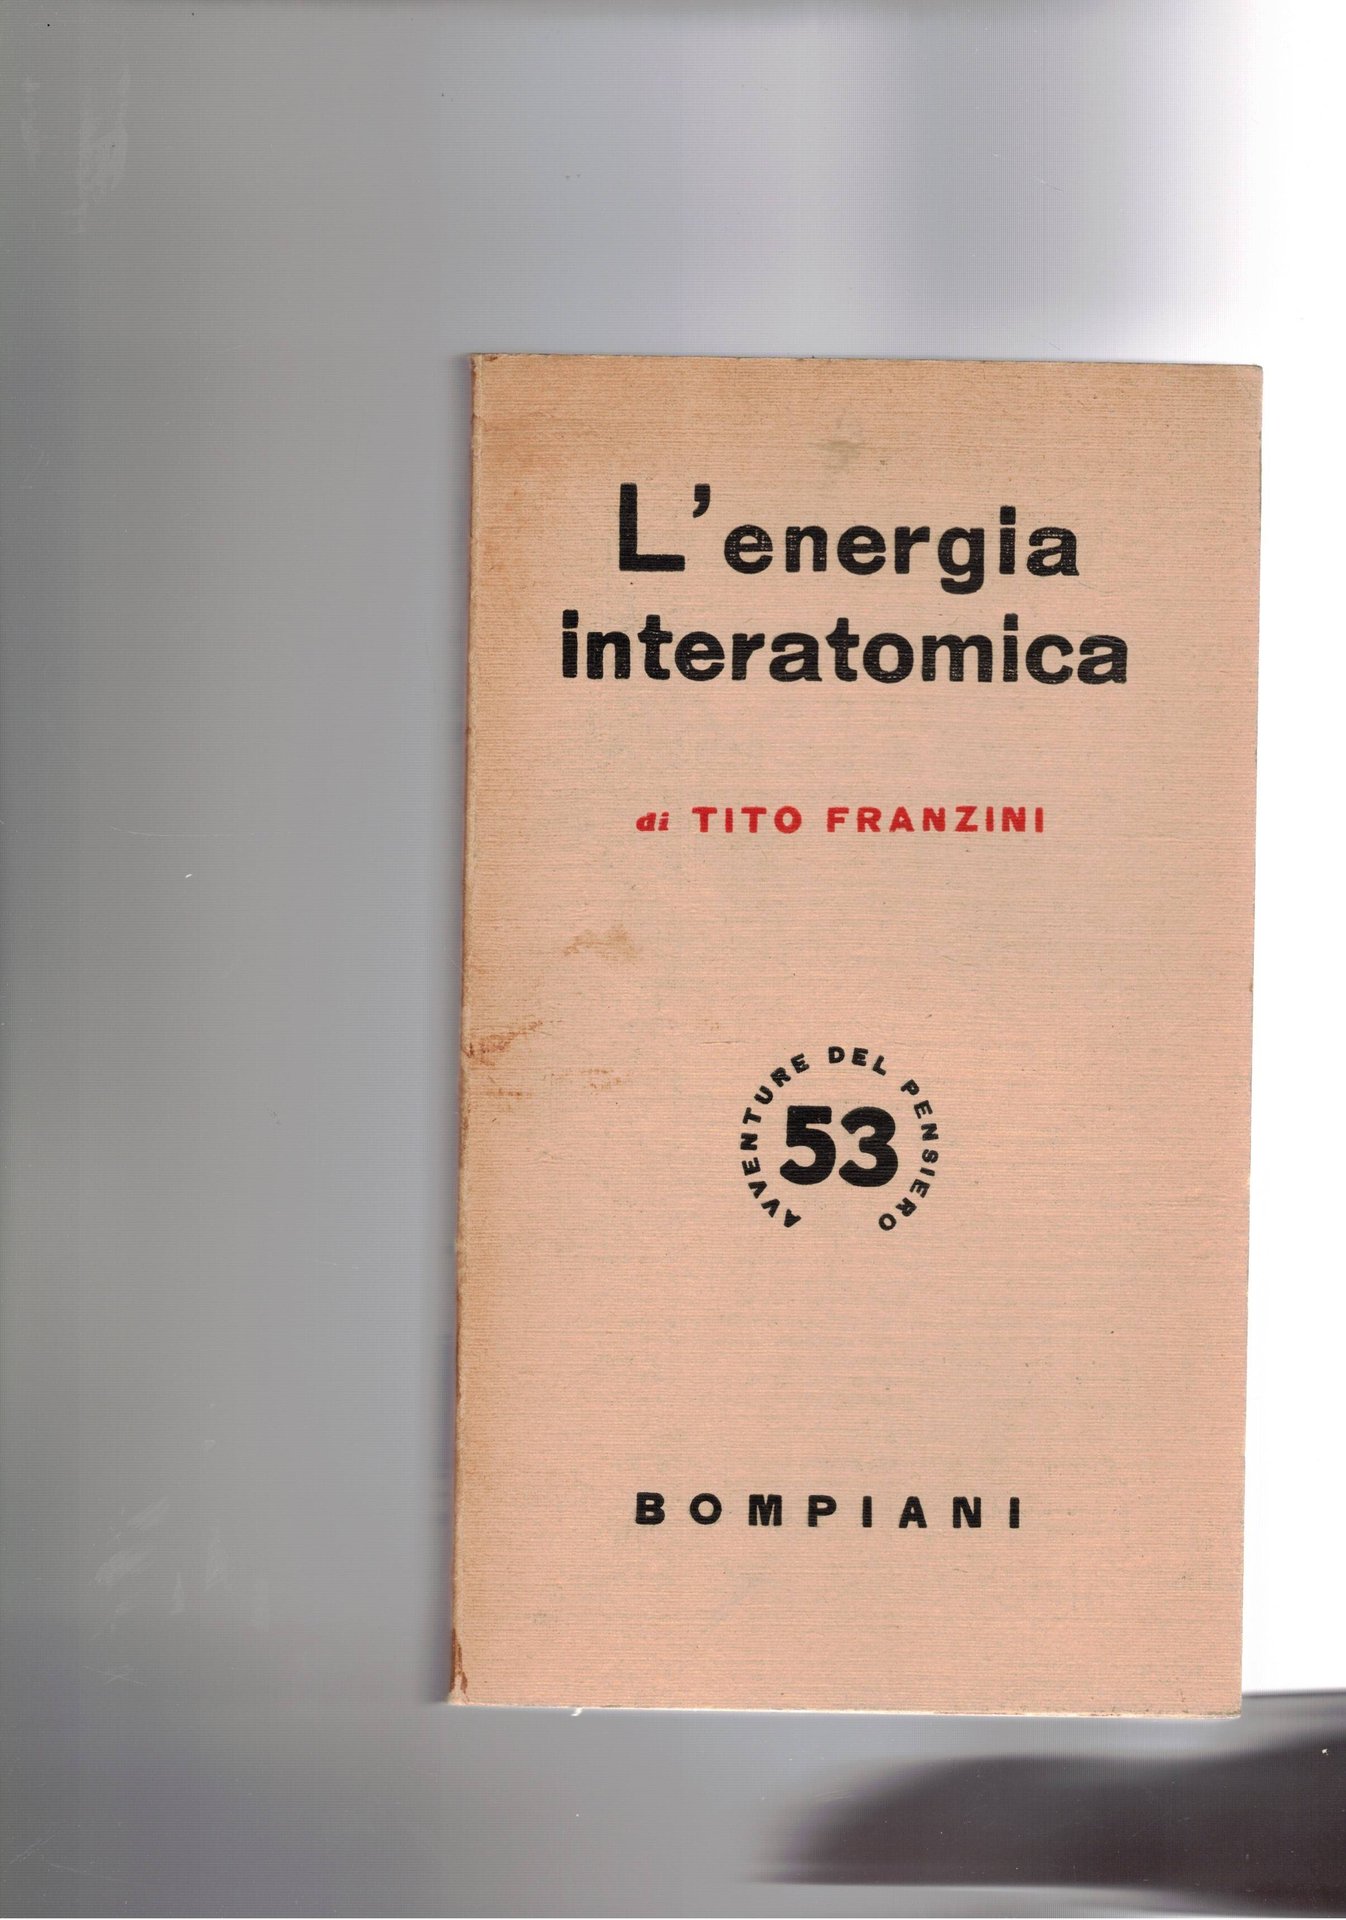 L'energia
interatomica
di TITO FRANZINI
AVVENTURE DEL PENSIERO
53
BOMPIANI